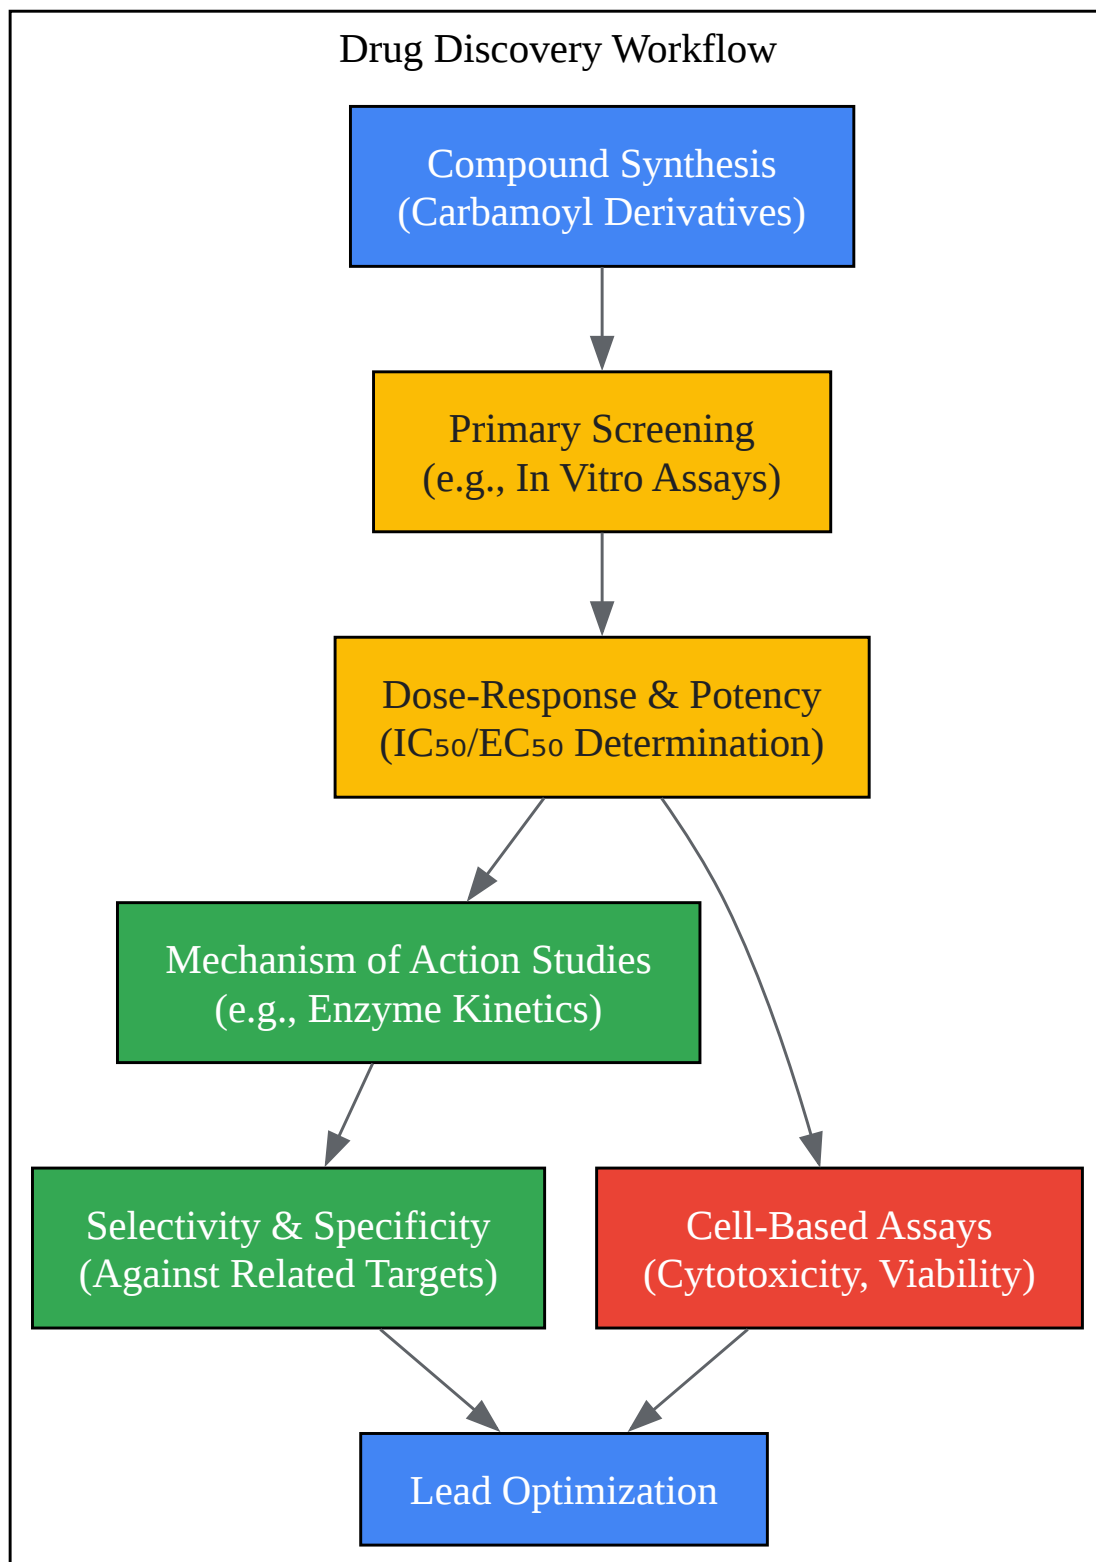 Drug Discovery Workflow
Compound Synthesis
(Carbamoyl Derivatives)
Primary Screening
(e.g., In Vitro Assays)
Dose-Response & Potency
(IC₅₀/EC₅₀ Determination)
Mechanism of Action Studies
(e.g., Enzyme Kinetics)
Selectivity & Specificity
(Against Related Targets)
Cell-Based Assays
(Cytotoxicity, Viability)
Lead Optimization